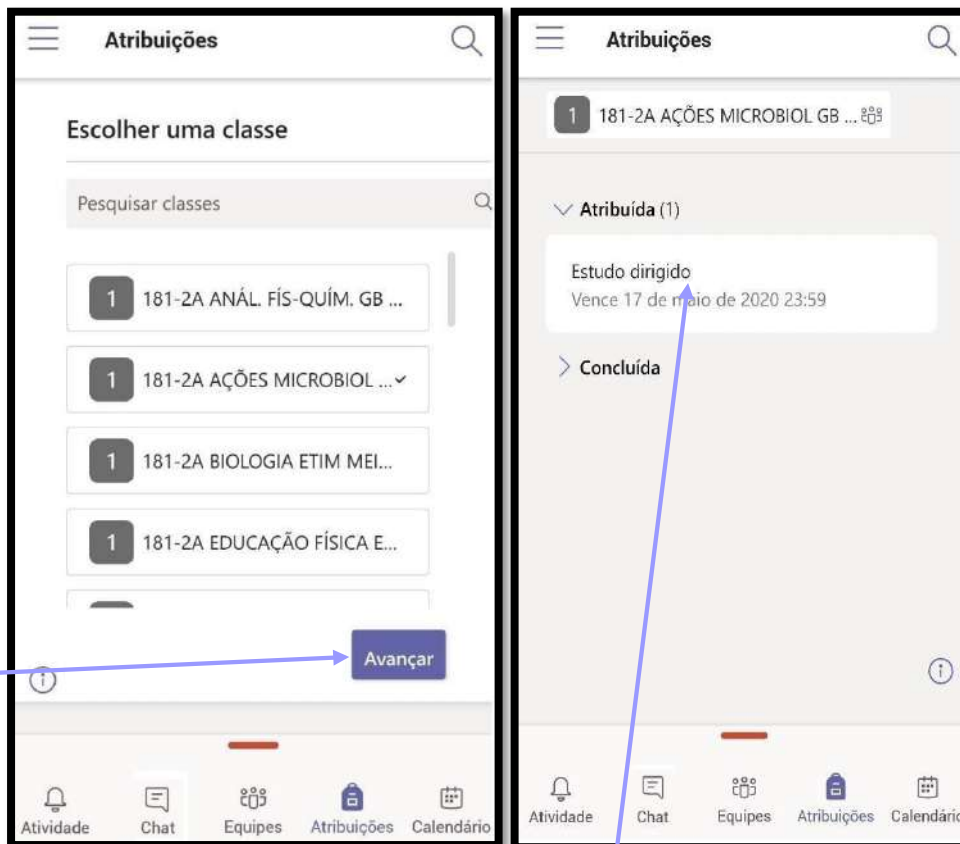 Atribuições
Escolher uma classe
Pesquisar classes
1 181-2A ANÁL. FÍS-QUÍM. GB ...
1 181-2A AÇÕES MICROBIOL ...
1 181-2A BIOLOGIA ETIM MEI...
1 181-2A EDUCAÇÃO FÍSICA E...
Avançar
Atividade Chat Equipes Atribuições Calendário
Atribuições
1 181-2A AÇÕES MICROBIOL GB ...
Atribuída (1)
Estudo dirigido
Vence 17 de maio de 2020 23:59
Concluída
Atividade Chat Equipes Atribuições Calendário